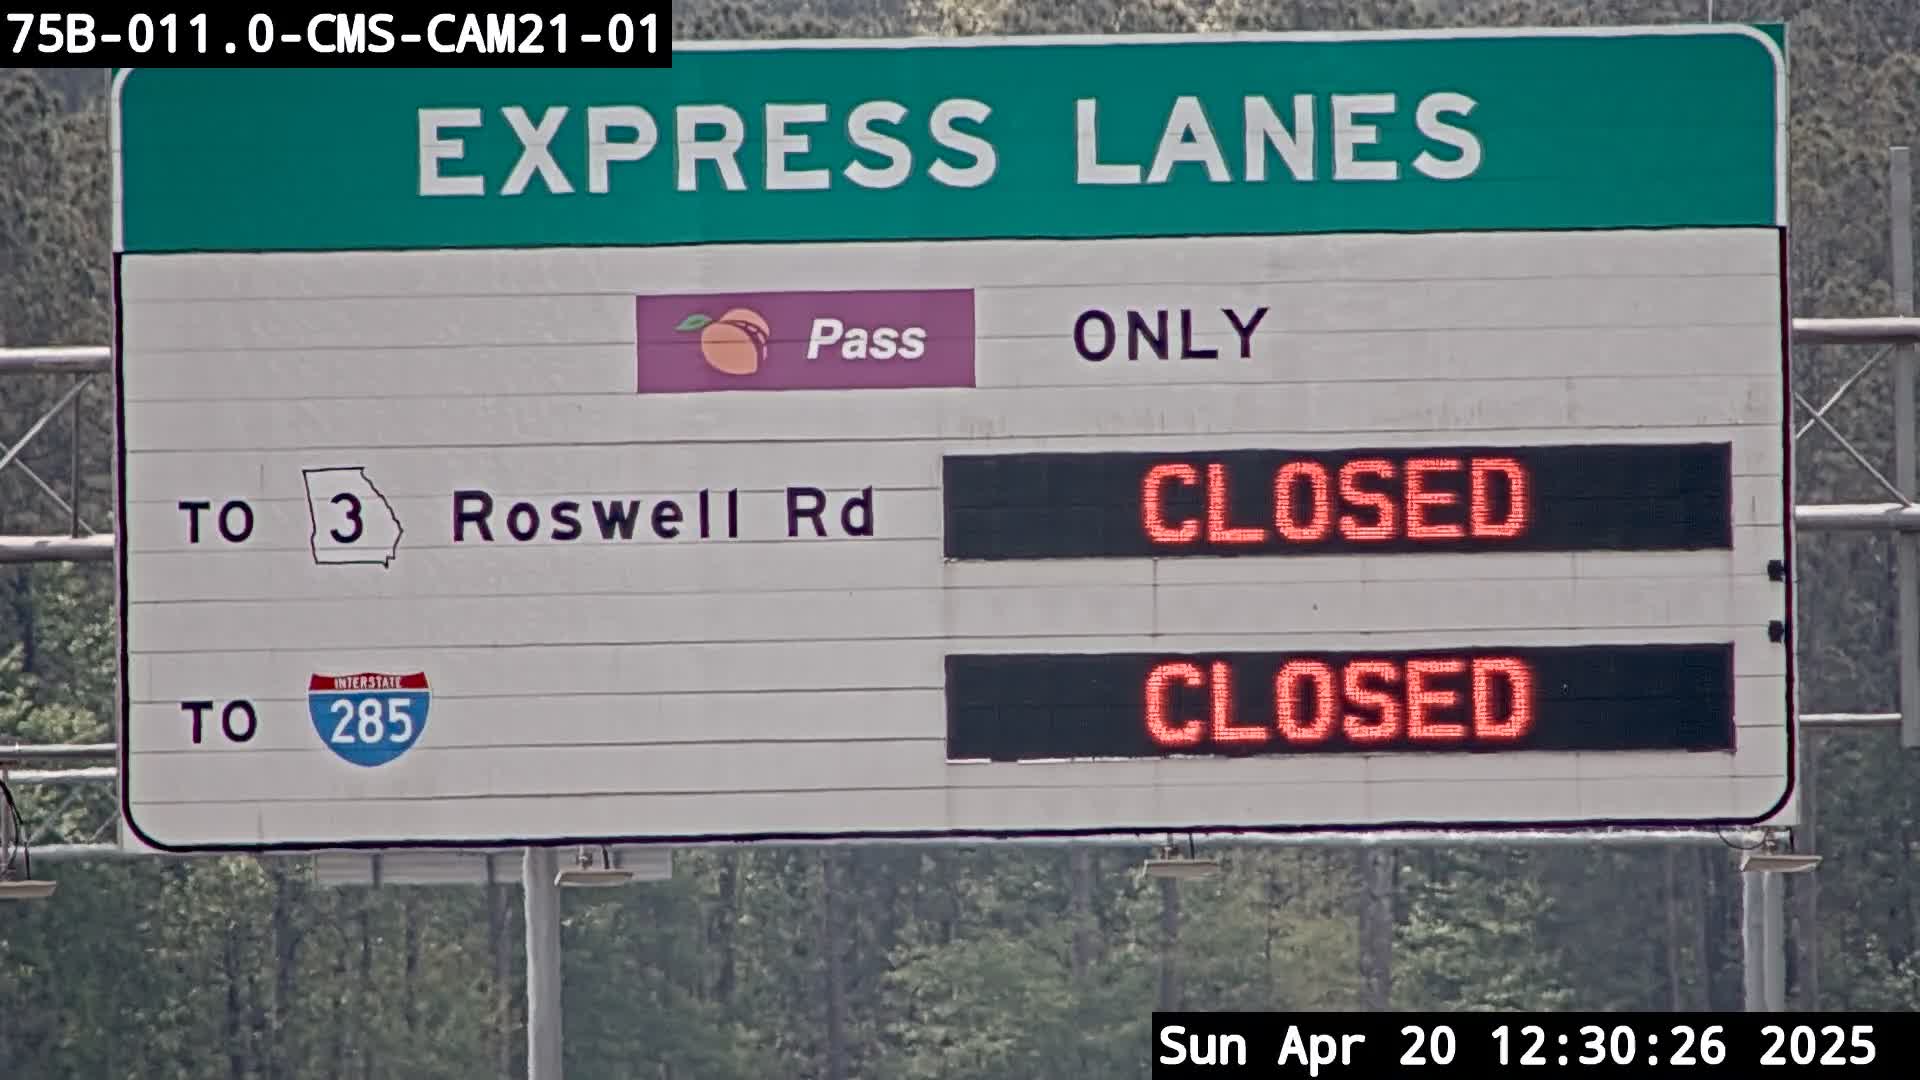 75B-011.0-CMS-CAM21-01
EXPRESS LANES
Pass ONLY
TO 3 Roswell Rd CLOSED
INTERSTATE
TO 285 CLOSED
Sun Apr 20 12:30:26 2025